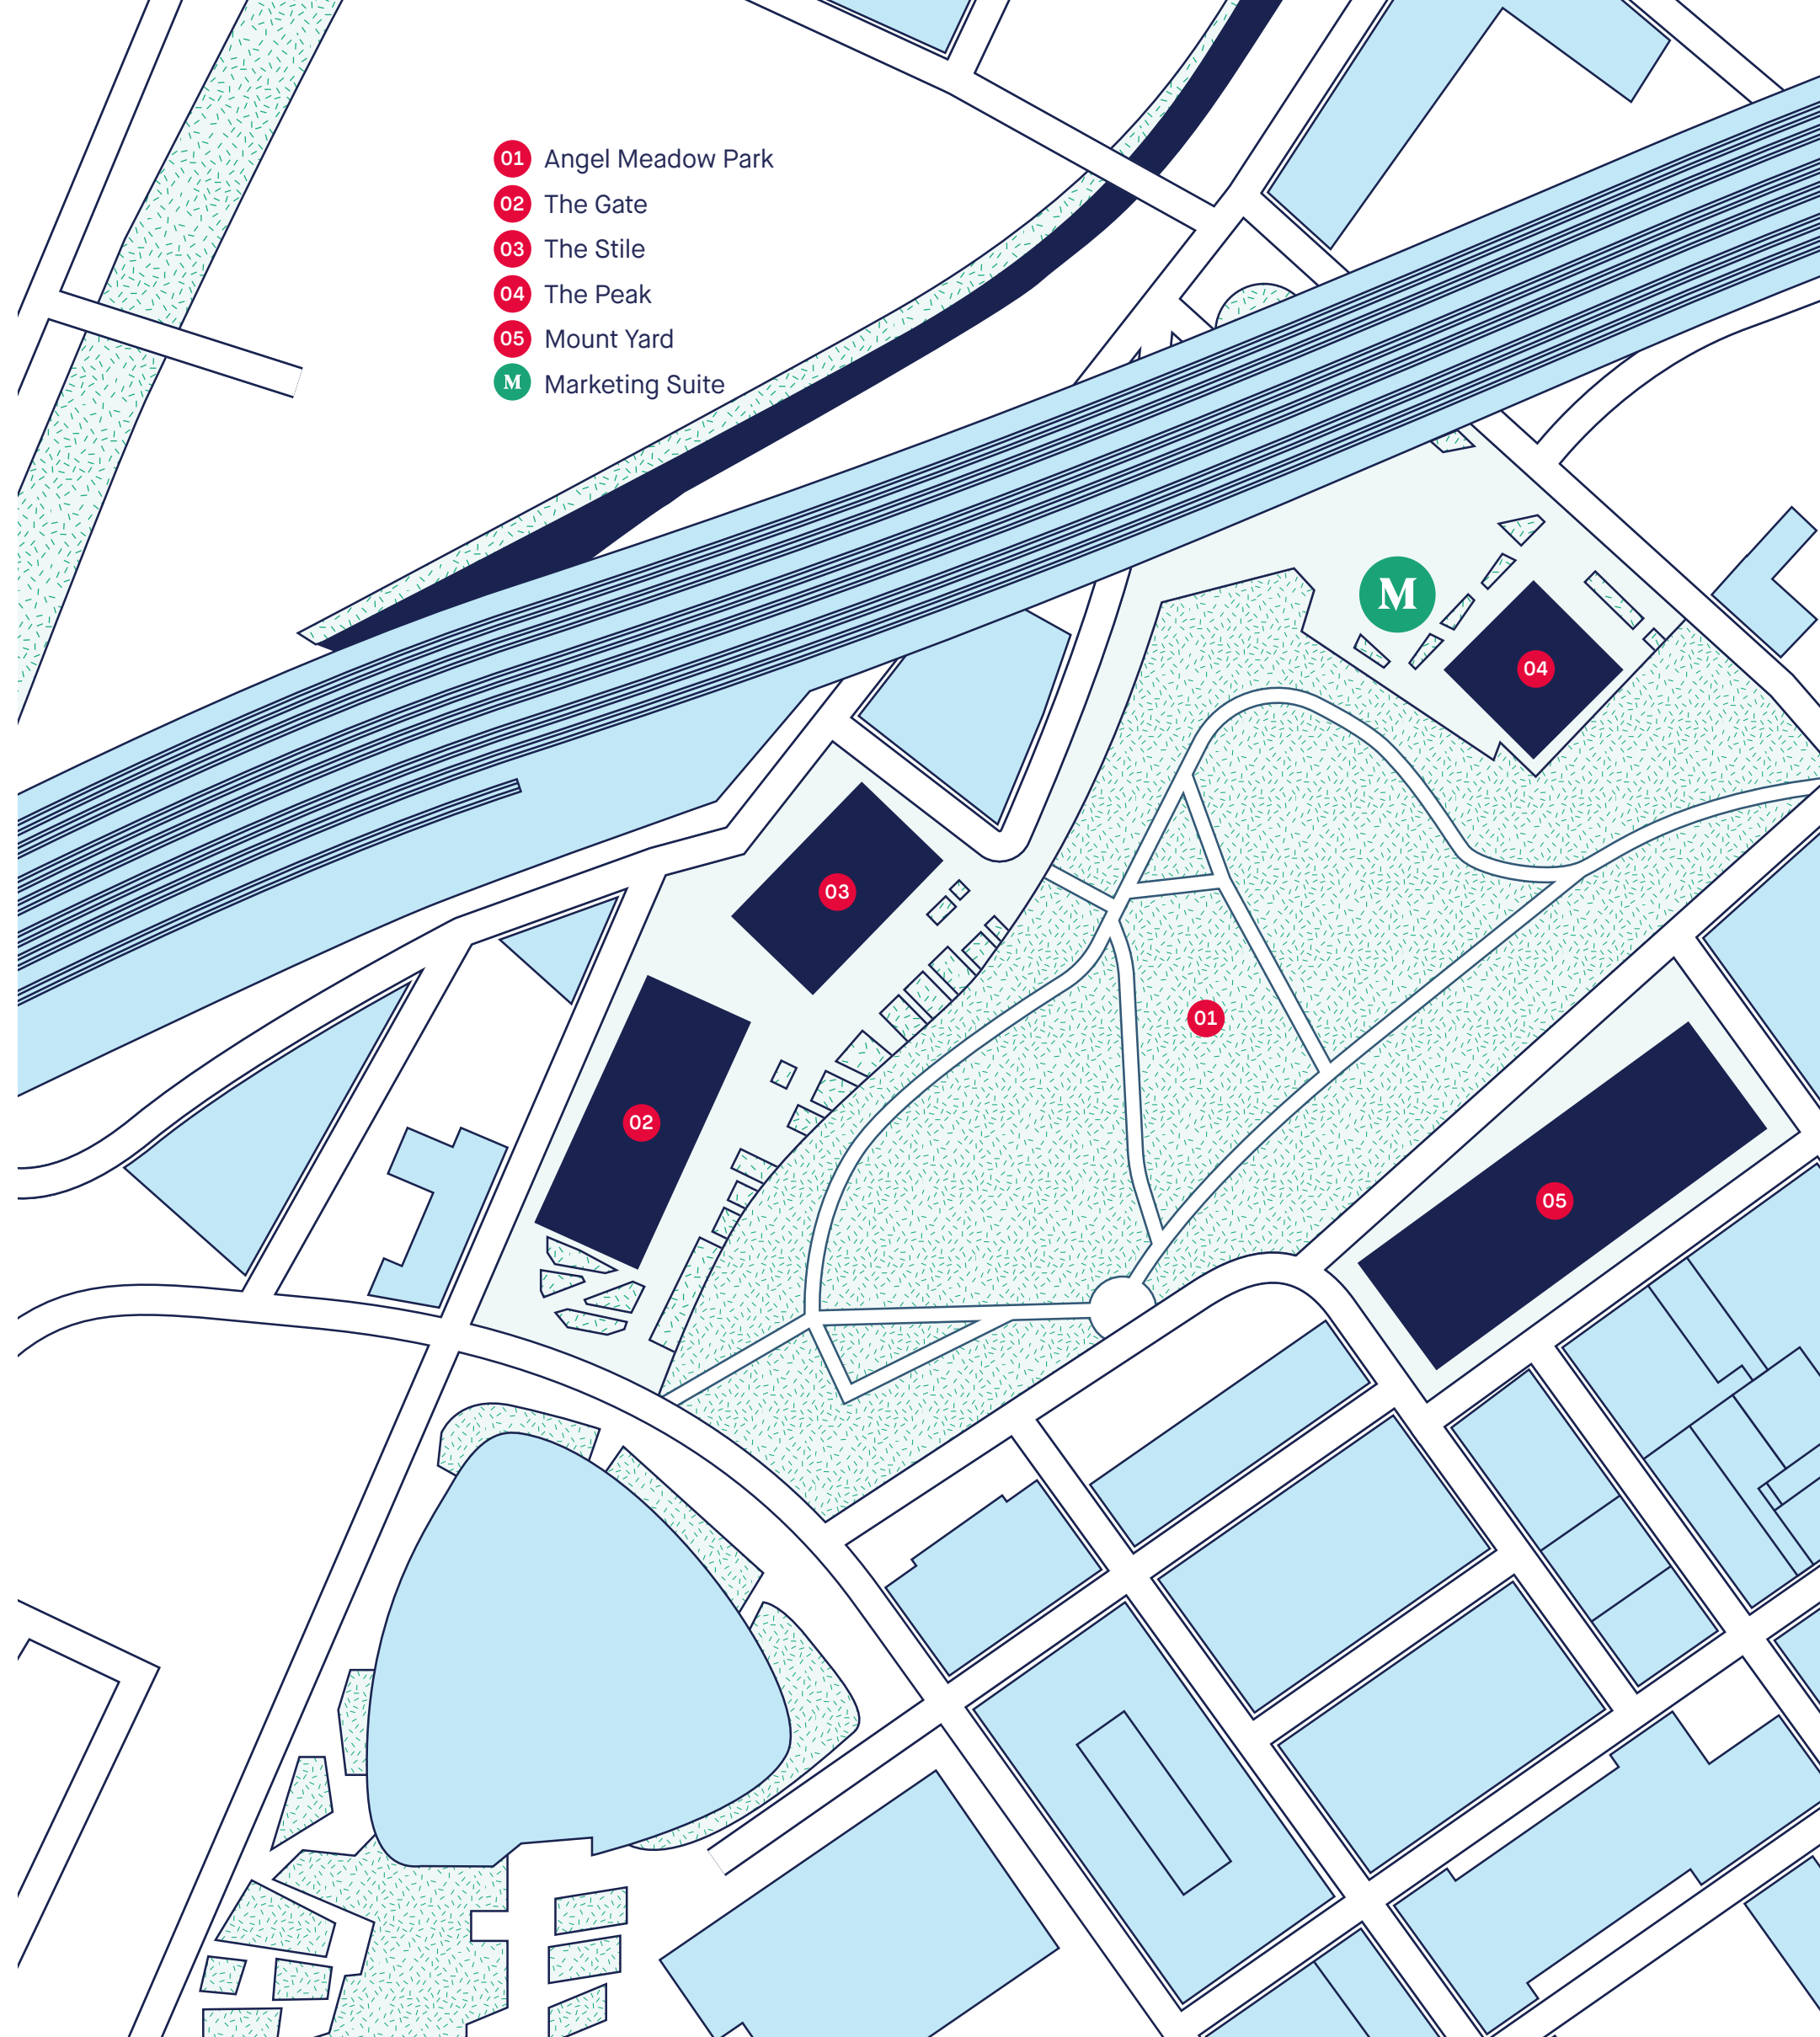 01 Angel Meadow Park
02 The Gate
03 The Stile
04 The Peak
05 Mount Yard
M Marketing Suite
M
04
03
01
02
05